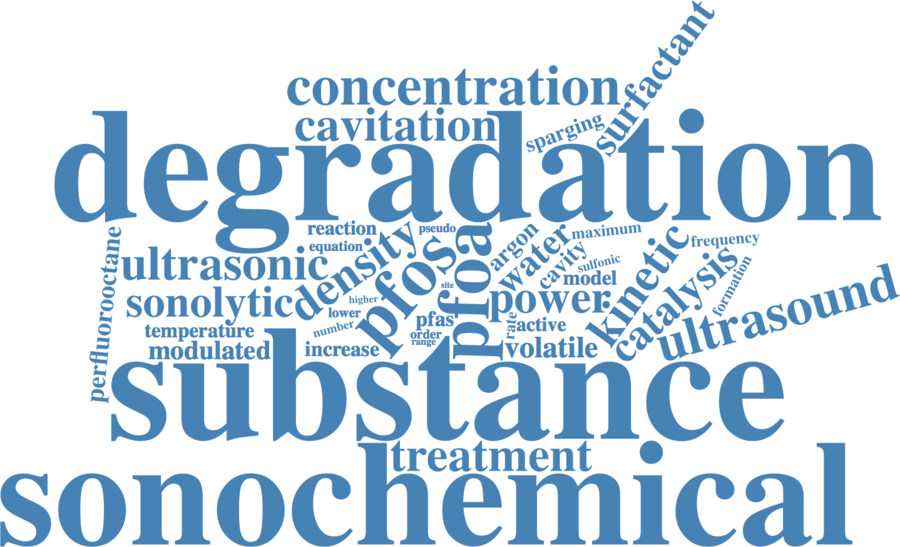 surfactant
concentration
cavitation
sparging
degradation
reaction
pseudo
equation
density
argon
water
maximum
kinetic
frequency
perfluorooctane
ultrasonic
pfos
pfoa
cavity
sulfonic
model
catalysis
formation
sonolytic
higher
site
power
ultrasound
lower
temperature
number
pfas
rate
active
order
range
modulated
increase
volatile
substance
treatment
sonochemical